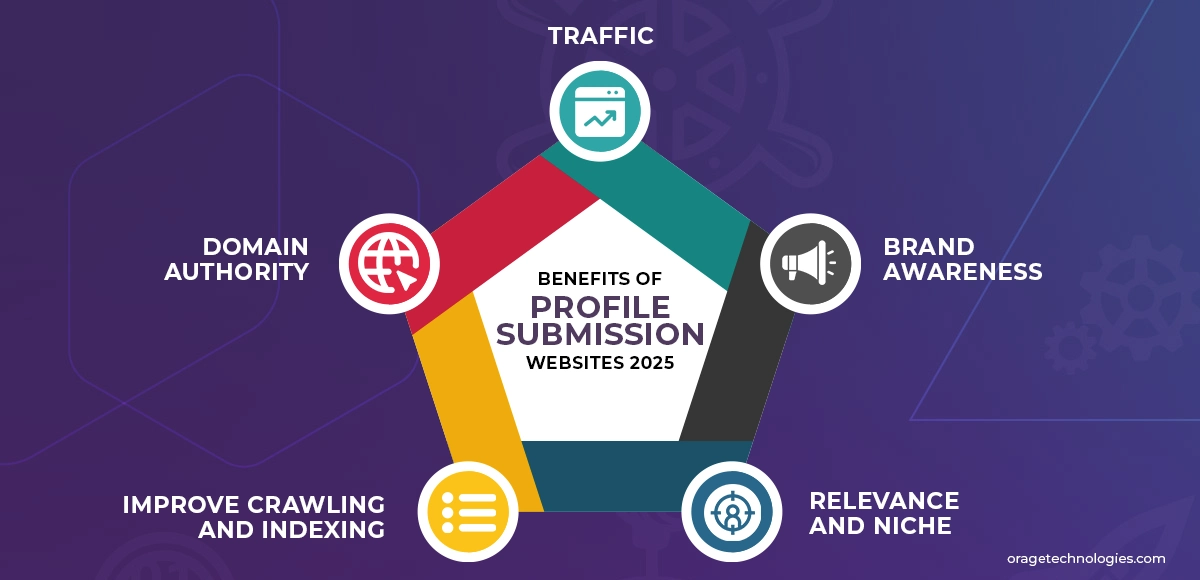 TRAFFIC
DOMAIN
AUTHORITY
BRAND
AWARENESS
BENEFITS OF
PROFILE
SUBMISSION
WEBSITES 2025
IMPROVE CRAWLING
AND INDEXING
RELEVANCE
AND NICHE
oragetechnologies.com